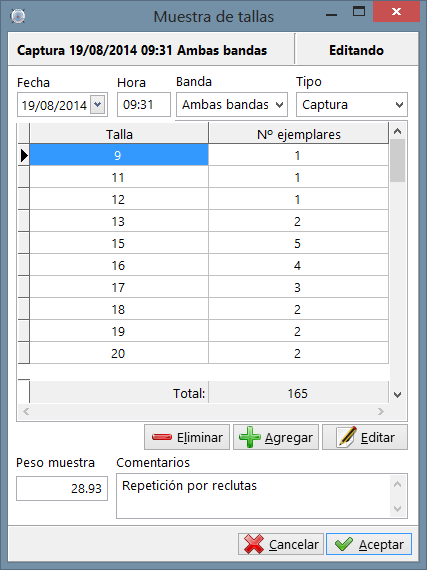 Muestra de tallas
Captura 19/08/2014 09:31 Ambas bandas Editando
Fecha Hora Banda Tipo
19/08/2014 09:31 Ambas bandas Captura
Talla Nº ejemplares
9 1
11 1
12 1
13 2
15 5
16 4
17 3
18 2
19 2
20 2
Total: 165
Eliminar Agregar Editar
Peso muestra Comentarios
28.93 Repetición por reclutas
Cancelar Aceptar